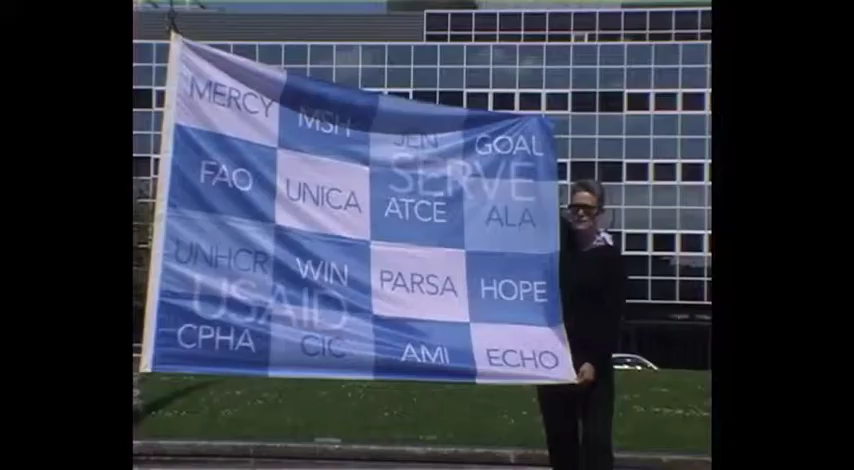 MERCY MSH JEN GOAL
SERVE
FAO UNICA ATCE ALA
UNHCR WIN PARSA HOPE
USAID
CPHA CIC AMI ECHO